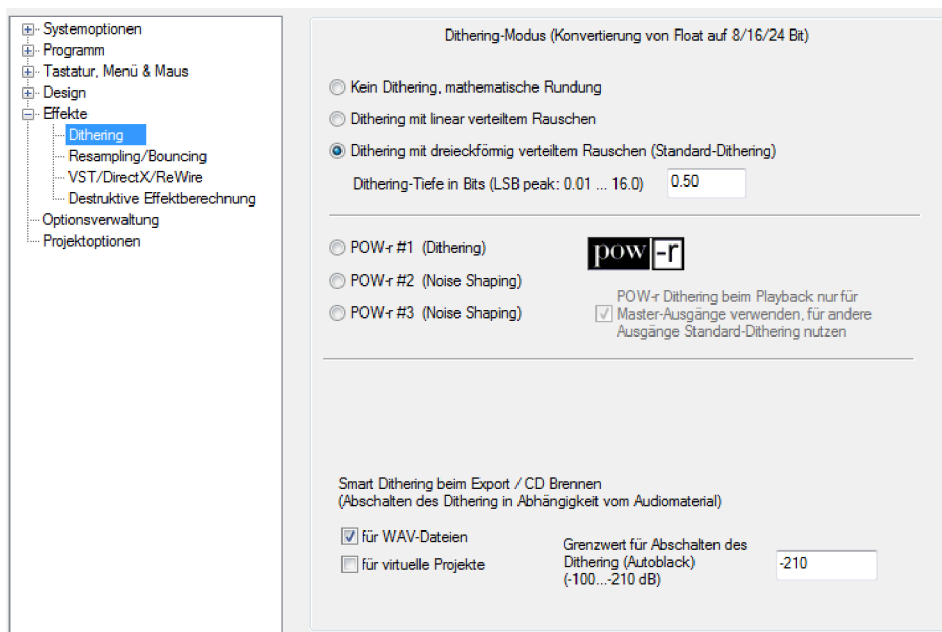 Systemoptionen
Programm
Tastatur, Menü & Maus
Design
Effekte
Dithering
Resampling/Bouncing
VST/DirectX/ReWire
Destruktive Effektberechnung
Optionsverwaltung
Projektoptionen
Dithering-Modus (Konvertierung von Float auf 8/16/24 Bit)
Kein Dithering, mathematische Rundung
Dithering mit linear verteiltem Rauschen
Dithering mit dreieckförmig verteiltem Rauschen (Standard-Dithering)
Dithering-Tiefe in Bits (LSB peak: 0.01 ... 16.0) 0.50
POW-r #1 (Dithering)
POW-r #2 (Noise Shaping)
POW-r #3 (Noise Shaping)
pow-r
POW-r Dithering beim Playback nur für
Master-Ausgänge verwenden, für andere
Ausgänge Standard-Dithering nutzen
Smart Dithering beim Export / CD Brennen
(Abschalten des Dithering in Abhängigkeit vom Audiomaterial)
für WAV-Dateien
für virtuelle Projekte
Grenzwert für Abschalten des
Dithering (Autoblack)
(-100...-210 dB)
-210